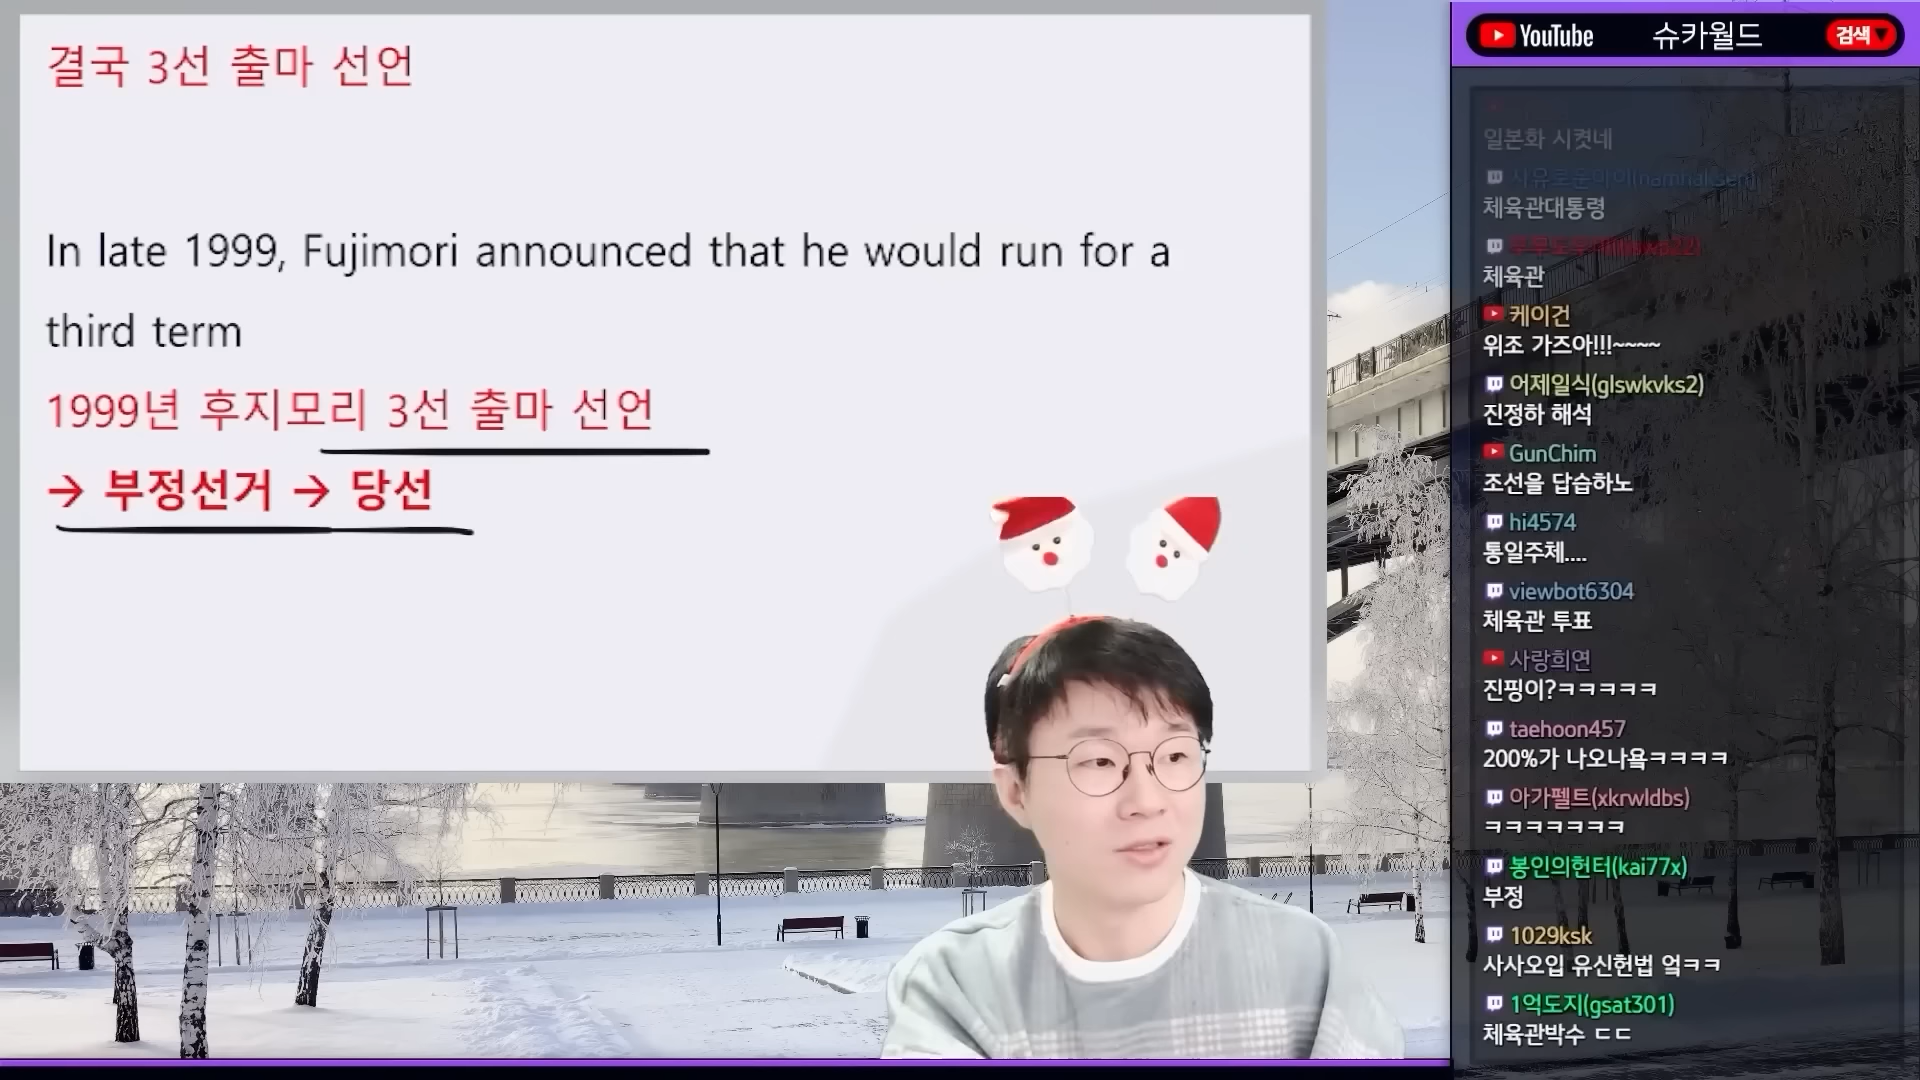 결국 3선 출마 선언
In late 1999, Fujimori announced that he would run for a
third term
1999년 후지모리 3선 출마 선언
→ 부정선거 → 당선
YouTube 슈카월드 검색
일본화 시켯네
体육관대통령
体육관
케이건
위조 가즈아!!!~~~~
어제일식(glswkvks2)
진정하 해석
GunChim
조선을 답습하노
hi4574
통일주체....
viewbot6304
体육관 투표
사랑희연
진핑이?ㅋㅋㅋㅋㅋ
taehoon457
200%가 나오나욬ㅋㅋㅋㅋ
아가펠트(xkrwldbs)
ㅋㅋㅋㅋㅋㅋㅋ
봉인의헌터(kai77x)
부정
1029ksk
사사오입 유신헌법 엌ㅋㅋ
1억도지(gsat301)
体육관박수 ㄷㄷ